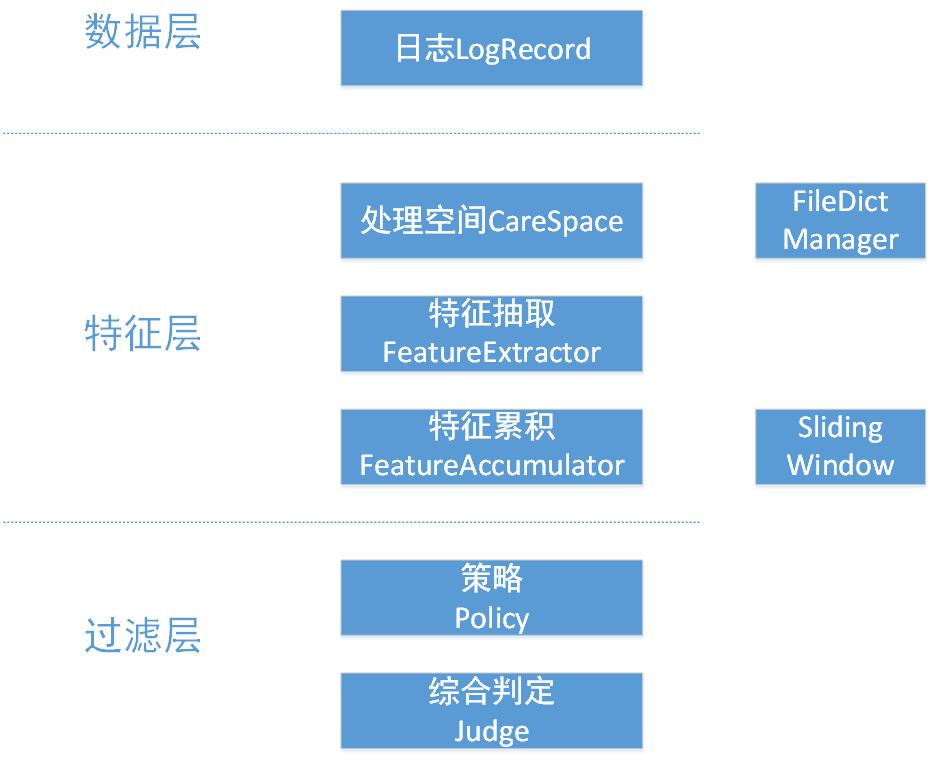 数据层
日志LogRecord
处理空间CareSpace
FileDict
Manager
特征层
特征抽取
FeatureExtractor
特征累积
FeatureAccumulator
Sliding
Window
过滤层
策略
Policy
综合判定
Judge